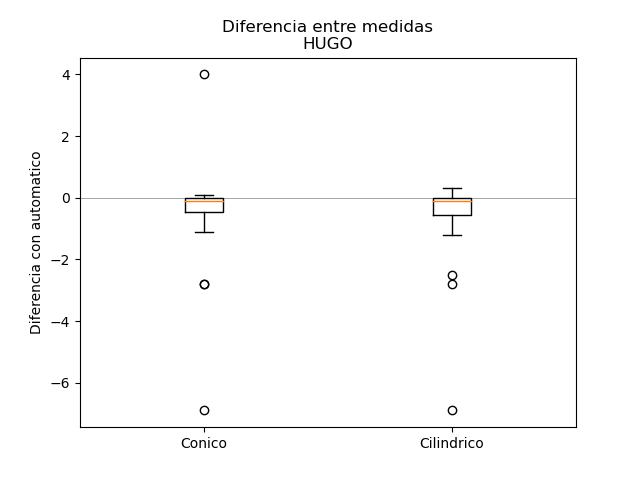 Diferencia entre medidas
HUGO
Diferencia con automatico
4
2
0
−2
−4
−6
Conico
Cilindrico